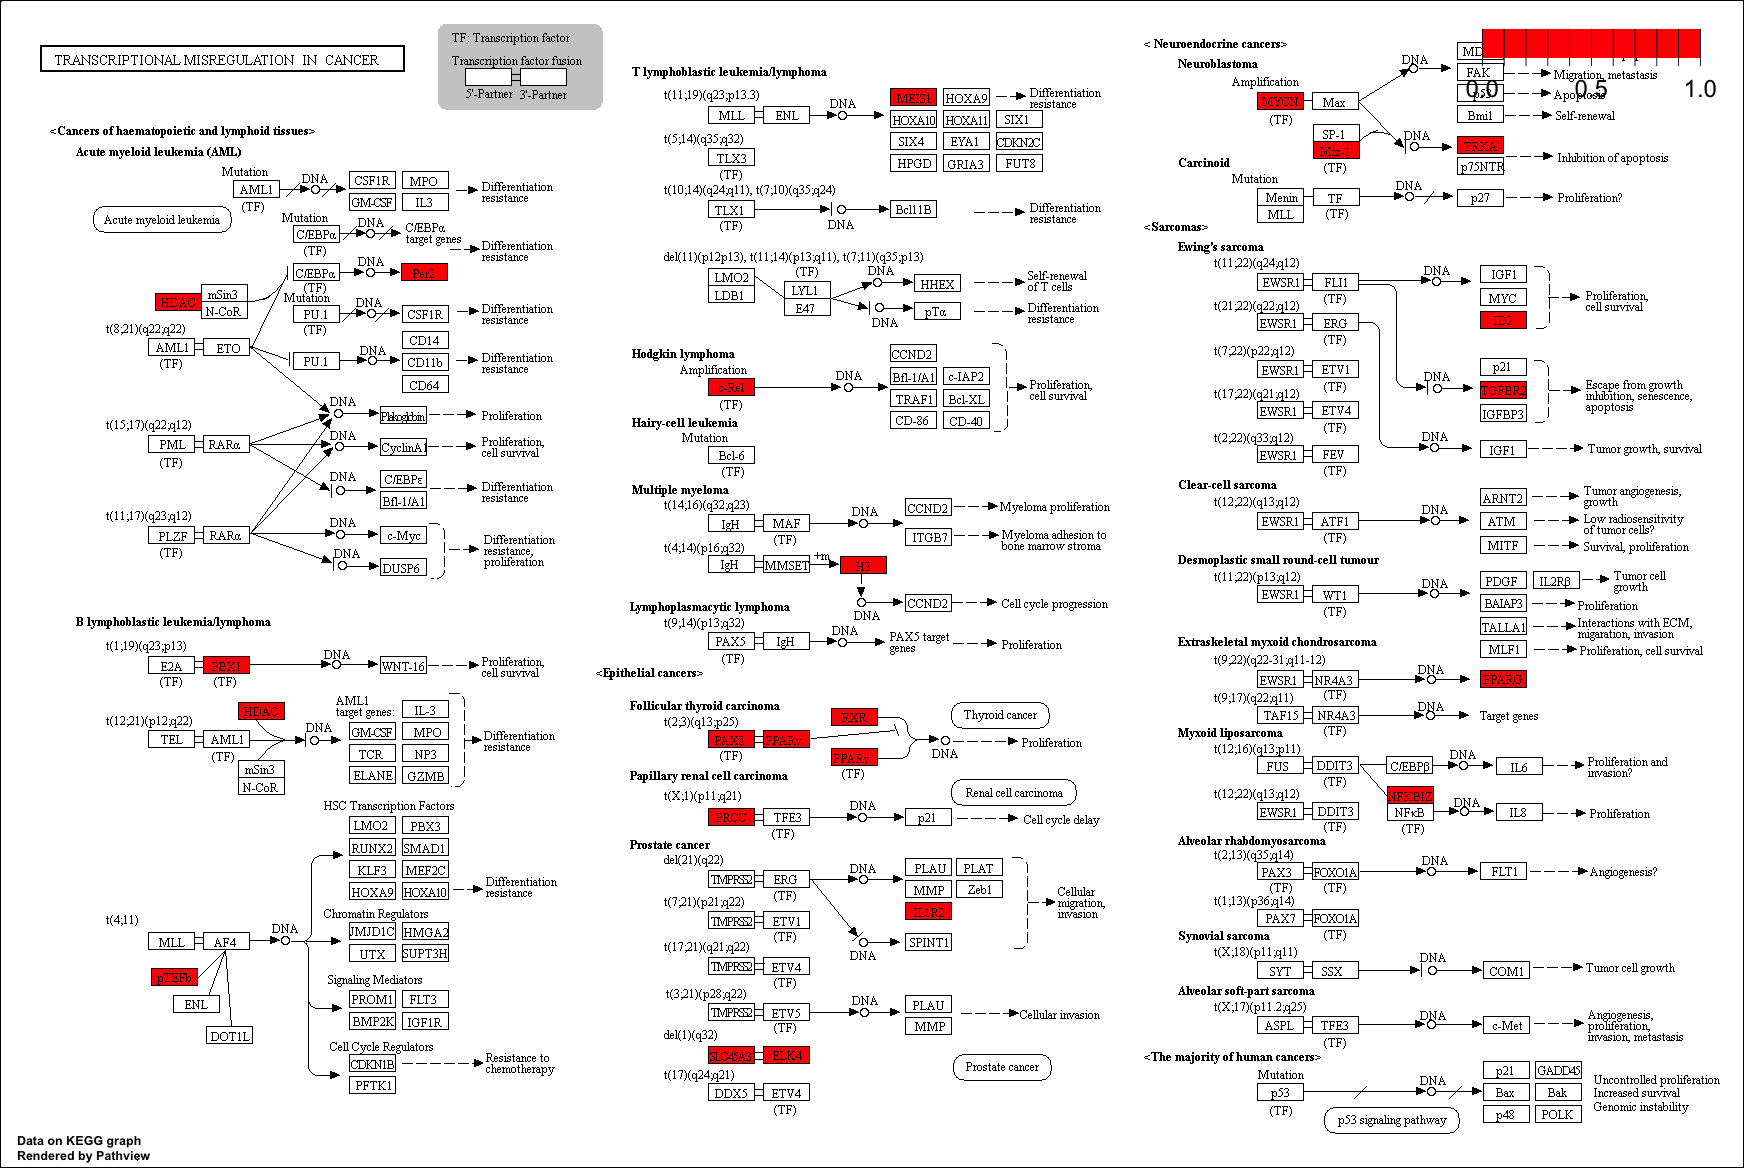 TRANSCRIPTIONAL MISREGULATION IN CANCER
TF: Transcription factor
Transcription factor fusion
5'-Partner 3'-Partner
<Cancers of haematopoietic and lymphoid tissues>
Acute myeloid leukemia (AML)
Mutation
AML1
(TF)
DNA
CSF1R
MPO
GM-CSF
IL3
Differentiation
resistance
Acute myeloid leukemia
Mutation
C/EBPα
(TF)
DNA
C/EBPα
target genes
Differentiation
resistance
C/EBPα
(TF)
DNA
Per2
HDAC
mSin3
N-CoR
Mutation
PU.1
(TF)
DNA
CSF1R
Differentiation
resistance
t(8;21)(q22;q22)
AML1
ETO
(TF)
PU.1
DNA
CD14
CD11b
CD64
Differentiation
resistance
DNA
Plakoglobin
Proliferation
t(15;17)(q22;q12)
PML
RARα
(TF)
DNA
CyclinA1
Proliferation,
cell survival
DNA
C/EBPε
Bfl-1/A1
Differentiation
resistance
t(11;17)(q23;q12)
PLZF
RARα
(TF)
DNA
c-Myc
DNA
DUSP6
Differentiation
resistance,
proliferation
B lymphoblastic leukemia/lymphoma
t(1;19)(q23;p13)
E2A
PBX1
(TF)
(TF)
DNA
WNT-16
Proliferation,
cell survival
t(12;21)(p12;q22)
TEL
AML1
(TF)
HDAC
mSin3
N-CoR
DNA
AML1
target genes:
IL-3
GM-CSF
MPO
TCR
NP3
ELANE
GZMB
Differentiation
resistance
HSC Transcription Factors
LMO2
PBX3
RUNX2
SMAD1
KLF3
MEF2C
HOXA9
HOXA10
Differentiation
resistance
t(4;11)
MLL
AF4
pTEFb
ENL
DOT1L
DNA
Chromatin Regulators
JMJD1C
HMGA2
UTX
SUPT3H
Signaling Mediators
PROM1
FLT3
BMP2K
IGF1R
Cell Cycle Regulators
CDKN1B
PFTK1
Resistance to
chemotherapy
T lymphoblastic leukemia/lymphoma
t(11;19)(q23;p13.3)
MLL
ENL
DNA
MEIS1
HOXA9
HOXA10
HOXA11
SIX1
SIX4
EYA1
CDKN2C
HPGD
GRIA3
FUT8
Differentiation
resistance
t(5;14)(q35;q32)
TLX3
(TF)
t(10;14)(q24;q11), t(7;10)(q35;q24)
TLX1
(TF)
DNA
Bcl11B
Differentiation
resistance
del(11)(p12p13), t(11;14)(p13;q11), t(7;11)(q35;p13)
(TF)
LMO2
LDB1
LYL1
E47
DNA
HHEX
Self-renewal
of T cells
DNA
pTα
Differentiation
resistance
Hodgkin lymphoma
Amplification
c-Rel
(TF)
DNA
CCND2
Bfl-1/A1
c-IAP2
TRAF1
Bcl-XL
CD-86
CD-40
Proliferation,
cell survival
Hairy-cell leukemia
Mutation
Bcl-6
(TF)
Multiple myeloma
t(14;16)(q32;q23)
IgH
MAF
(TF)
DNA
CCND2
Myeloma proliferation
ITGB7
Myeloma adhesion to
bone marrow stroma
t(4;14)(p16;q32)
IgH
MMSET
+m
H3
DNA
CCND2
Cell cycle progression
Lymphoplasmacytic lymphoma
t(9;14)(p13;q32)
PAX5
IgH
(TF)
DNA
PAX5 target
genes
Proliferation
<Epithelial cancers>
Follicular thyroid carcinoma
t(2;3)(q13;p25)
PAX8
PPARγ
(TF)
RXR
PPARγ
(TF)
DNA
Thyroid cancer
Proliferation
Papillary renal cell carcinoma
t(X;1)(p11;q21)
PRCC
TFE3
(TF)
DNA
p21
Renal cell carcinoma
Cell cycle delay
Prostate cancer
del(21)(q22)
TMPRSS2
ERG
(TF)
DNA
PLAU
PLAT
MMP
Zeb1
IL1R2
Cellular
migration,
invasion
t(7;21)(p21;q22)
TMPRSS2
ETV1
(TF)
DNA
SPINT1
t(17;21)(q21;q22)
TMPRSS2
ETV4
(TF)
t(3;21)(p28;q22)
TMPRSS2
ETV5
(TF)
DNA
PLAU
MMP
Cellular invasion
del(1)(q32)
SLC45A3
ELK4
Prostate cancer
t(17)(q24;q21)
DDX5
ETV4
(TF)
<Neuroendocrine cancers>
Neuroblastoma
Amplification
MYCN
(TF)
Max
DNA
FAK
Migration, metastasis
p53
Apoptosis
Bmi1
Self-renewal
0.0
0.5
1.0
SP-1
Miz-1
(TF)
DNA
TRKA
p75NTR
Inhibition of apoptosis
Carcinoid
Mutation
Menin
MLL
TF
(TF)
DNA
p27
Proliferation?
<Sarcomas>
Ewing's sarcoma
t(11;22)(q24;q12)
EWSR1
FLI1
(TF)
DNA
IGF1
MYC
ID2
Proliferation,
cell survival
t(21;22)(q22;q12)
EWSR1
ERG
(TF)
t(7;22)(p22;q12)
EWSR1
ETV1
(TF)
DNA
p21
TGFBR2
IGFBP3
Escape from growth
inhibition, senescence,
apoptosis
t(17;22)(q21;q12)
EWSR1
ETV4
(TF)
t(2;22)(q33;q12)
EWSR1
FEV
(TF)
DNA
IGF1
Tumor growth, survival
Clear-cell sarcoma
t(12;22)(q13;q12)
EWSR1
ATF1
(TF)
DNA
ARNT2
Tumor angiogenesis,
growth
ATM
Low radiosensitivity
of tumor cells?
MITF
Survival, proliferation
Desmoplastic small round-cell tumour
t(11;22)(p13;q12)
EWSR1
WT1
(TF)
DNA
PDGF
IL2Rβ
Tumor cell
growth
BAIAP3
Proliferation
TALLA1
Interactions with ECM,
migaration, invasion
MLF1
Proliferation, cell survival
Extraskeletal myxoid chondrosarcoma
t(9;22)(q22-31;q11-12)
EWSR1
NR4A3
(TF)
DNA
PPARG
t(9;17)(q22;q11)
TAF15
NR4A3
(TF)
DNA
Target genes
Myxoid liposarcoma
t(12;16)(q13;p11)
FUS
DDIT3
(TF)
C/EBPβ
DNA
IL6
Proliferation and
invasion?
t(12;22)(q13;q12)
EWSR1
DDIT3
(TF)
NFKBIZ
NFκB
(TF)
DNA
IL8
Proliferation
Alveolar rhabdomyosarcoma
t(2;13)(q35;q14)
PAX3
FOXO1A
(TF)
(TF)
DNA
FLT1
Angiogenesis?
t(1;13)(p36;q14)
PAX7
FOXO1A
(TF)
Synovial sarcoma
t(X;18)(p11;q11)
SYT
SSX
DNA
COM1
Tumor cell growth
Alveolar soft-part sarcoma
t(X;17)(p11.2;q25)
ASPL
TFE3
(TF)
DNA
c-Met
Angiogenesis,
proliferation,
invasion, metastasis
<The majority of human cancers>
Mutation
p53
(TF)
DNA
p21
GADD45
Bax
Bak
p48
POLK
Uncontrolled proliferation
Increased survival
Genomic instability
p53 signaling pathway
Data on KEGG graph
Rendered by Pathview